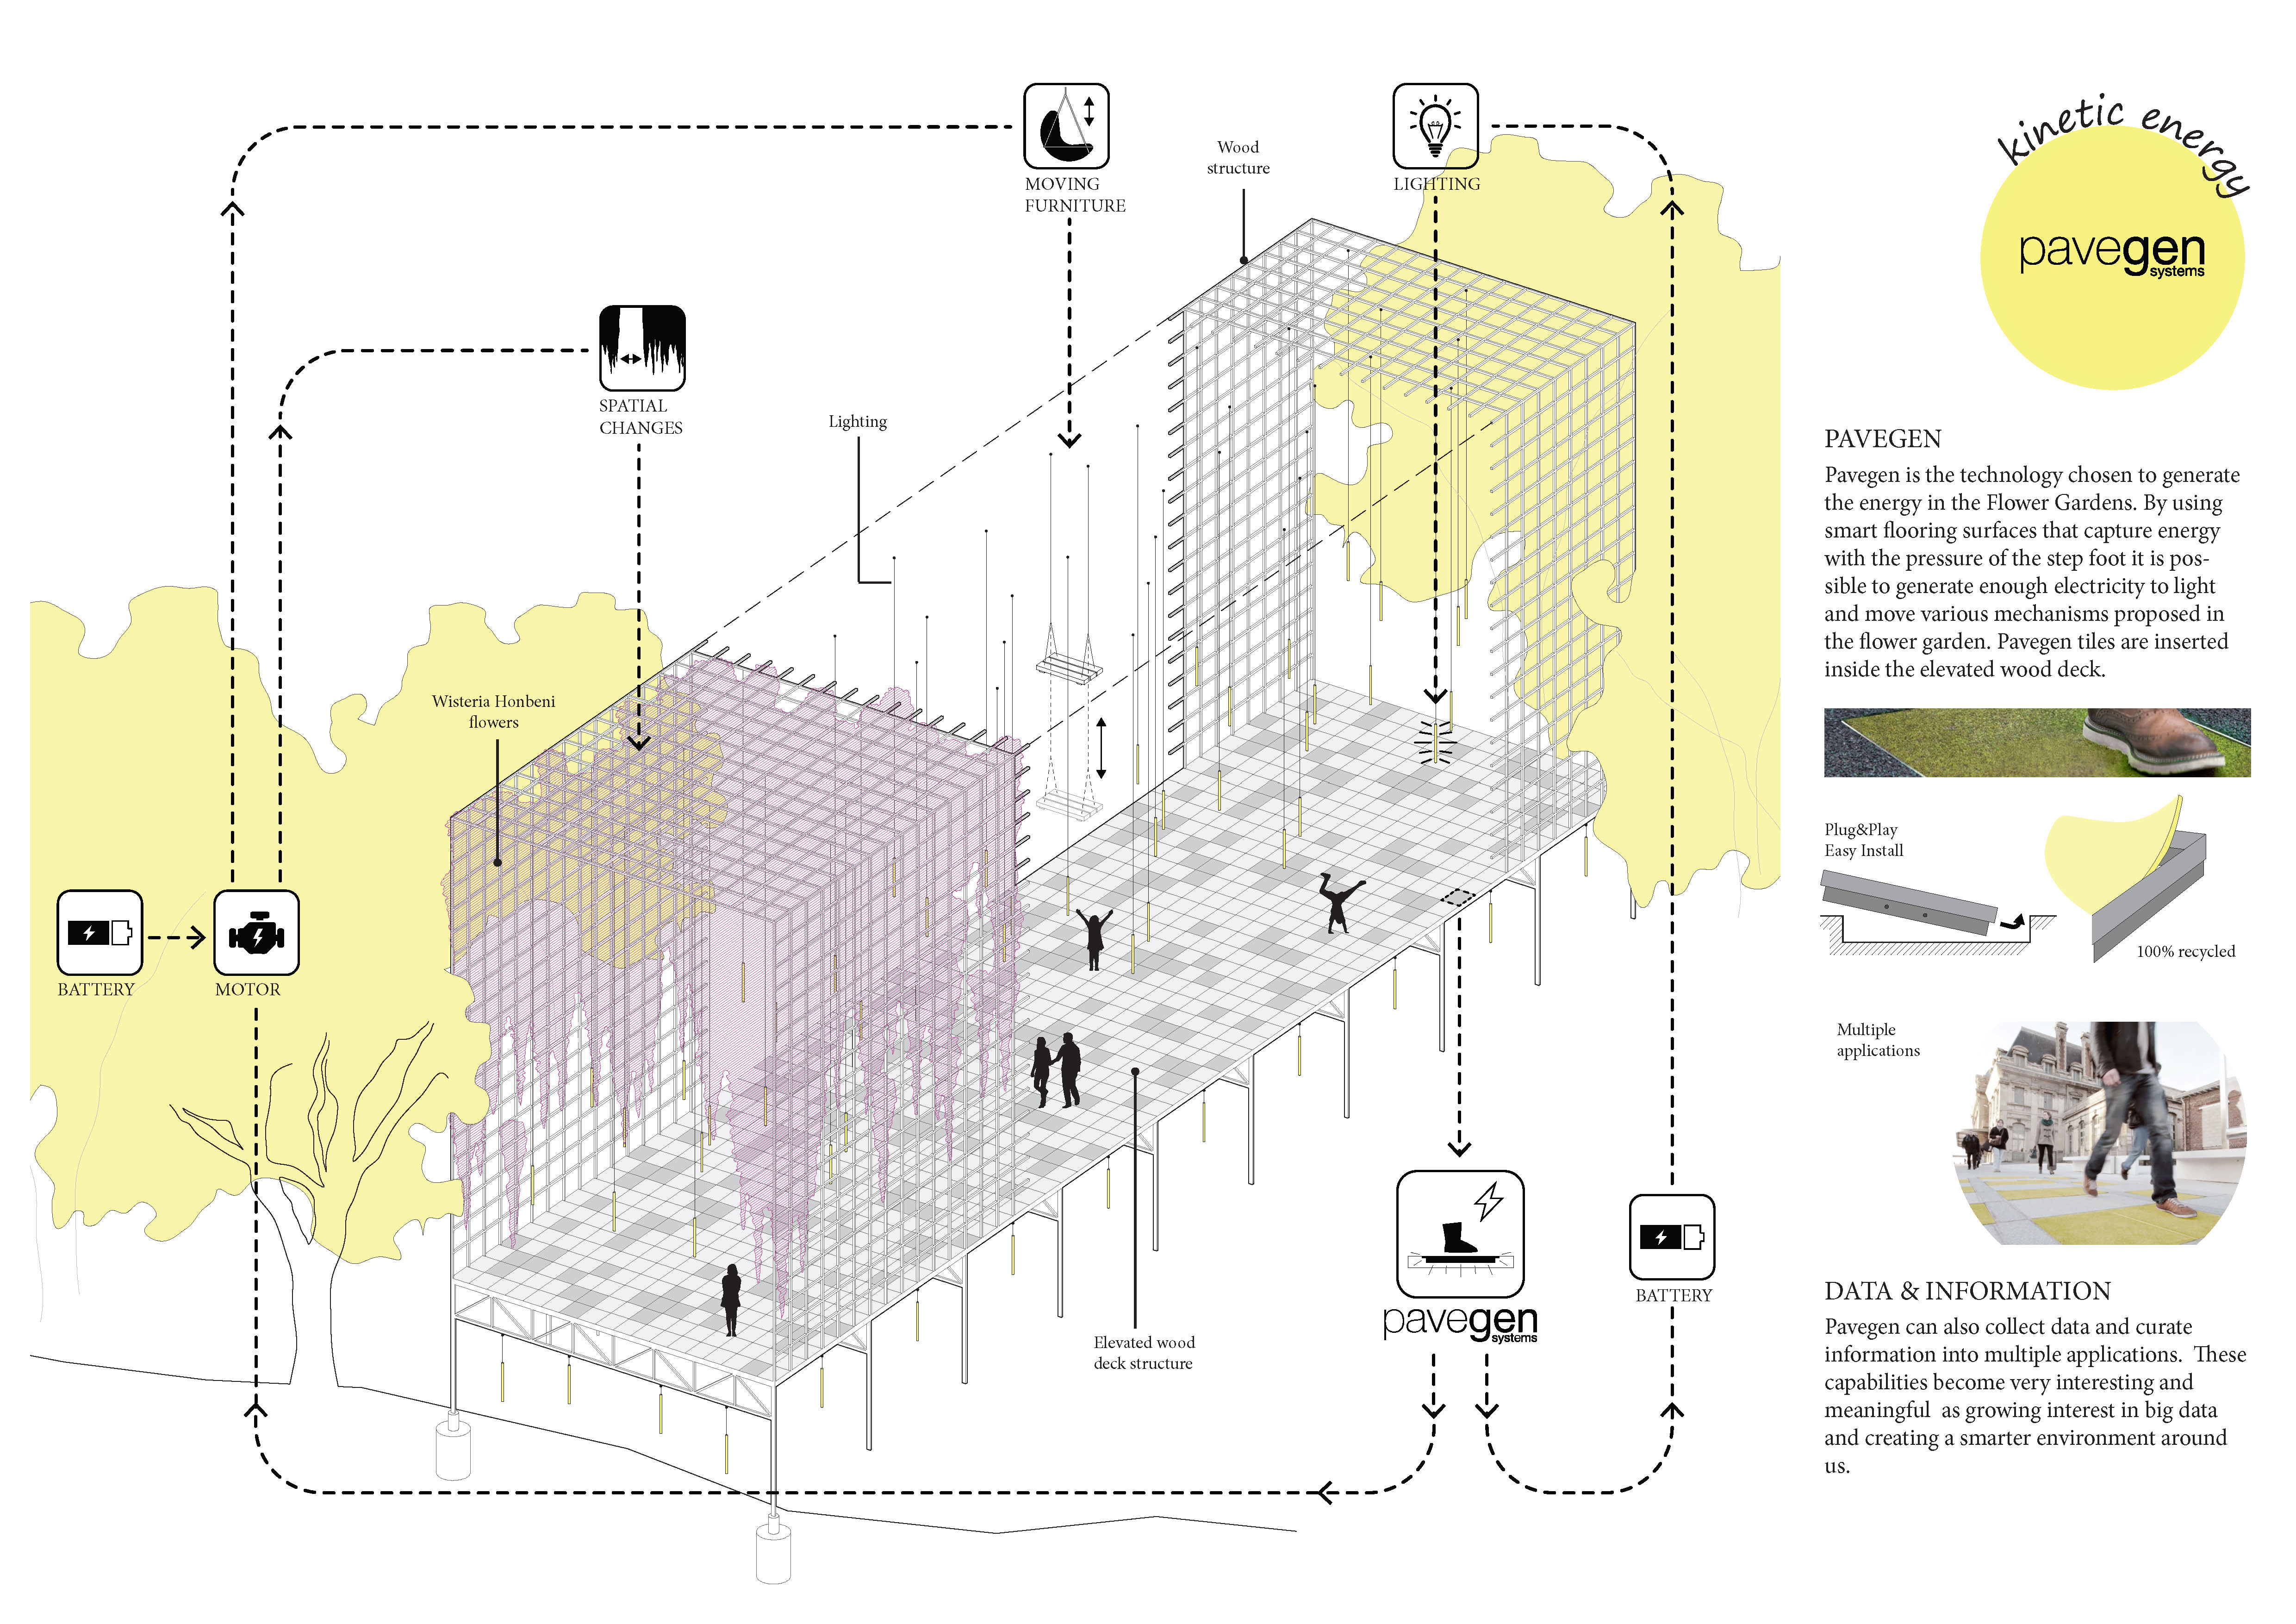 MOVING
FURNITURE
Wood
structure
LIGHTING
SPATIAL
CHANGES
Lighting
Wisteria Honbeni
flowers
BATTERY
MOTOR
Elevated wood
deck structure
pavegen
systems
BATTERY
kinetic energy
pavegen
systems
PAVEGEN
Pavegen is the technology chosen to generate
the energy in the Flower Gardens. By using
smart flooring surfaces that capture energy
with the pressure of the step foot it is pos-
sible to generate enough electricity to light
and move various mechanisms proposed in
the flower garden. Pavegen tiles are inserted
inside the elevated wood deck.
Plug&Play
Easy Install
100% recycled
Multiple
applications
DATA & INFORMATION
Pavegen can also collect data and curate
information into multiple applications.  These
capabilities become very interesting and
meaningful  as growing interest in big data
and creating a smarter environment around
us.